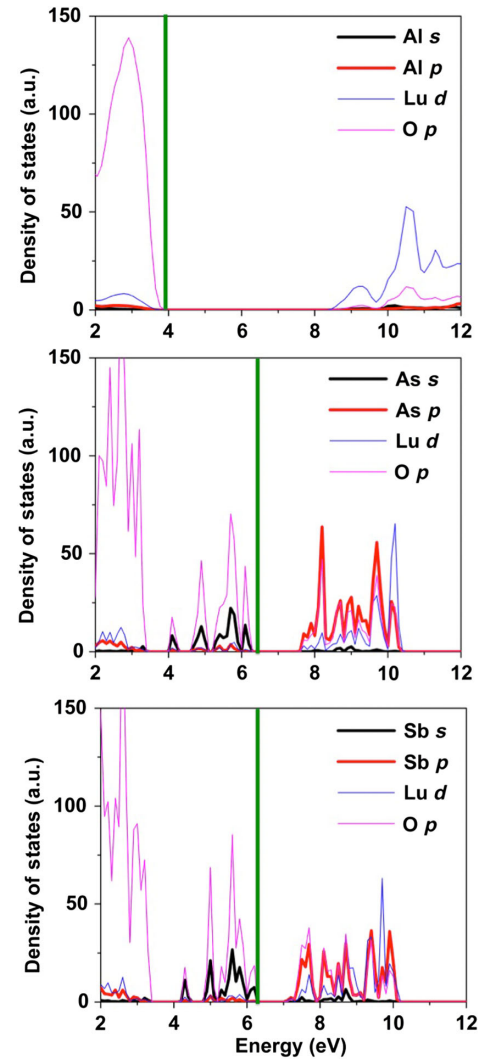 150
100
50
0
Density of states (a.u.)
Al s
Al p
Lu d
O p
2 4 6 8 10 12
150
100
50
0
Density of states (a.u.)
As s
As p
Lu d
O p
2 4 6 8 10 12
150
100
50
0
Density of states (a.u.)
Sb s
Sb p
Lu d
O p
2 4 6 8 10 12
Energy (eV)